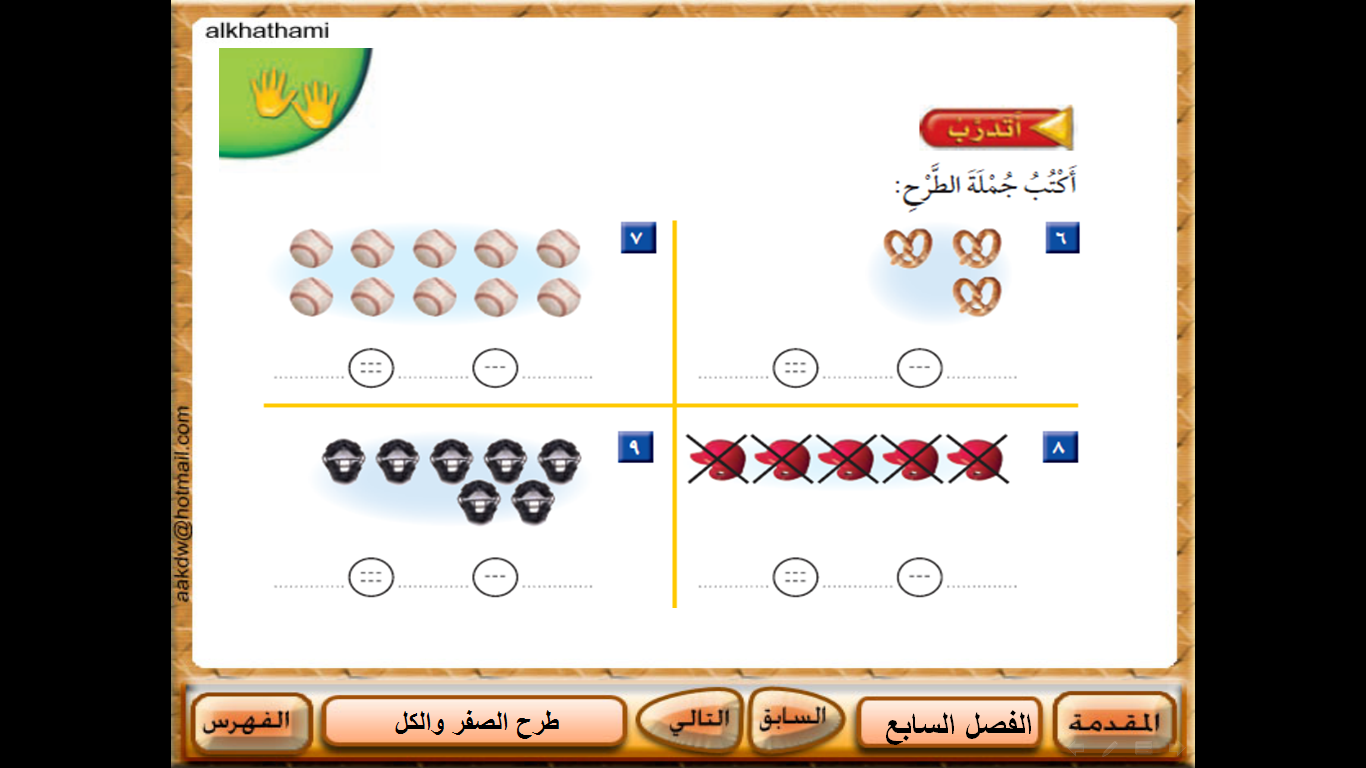 alkhathami
أتدرب
أَكْتُبُ جُمْلَةَ الطَّرْحِ:
٦
٧
٨
٩
aakdw@hotmail.com
المقدمة
الفصل السابع
السابق
التالي
طرح الصفر والكل
الفهرس